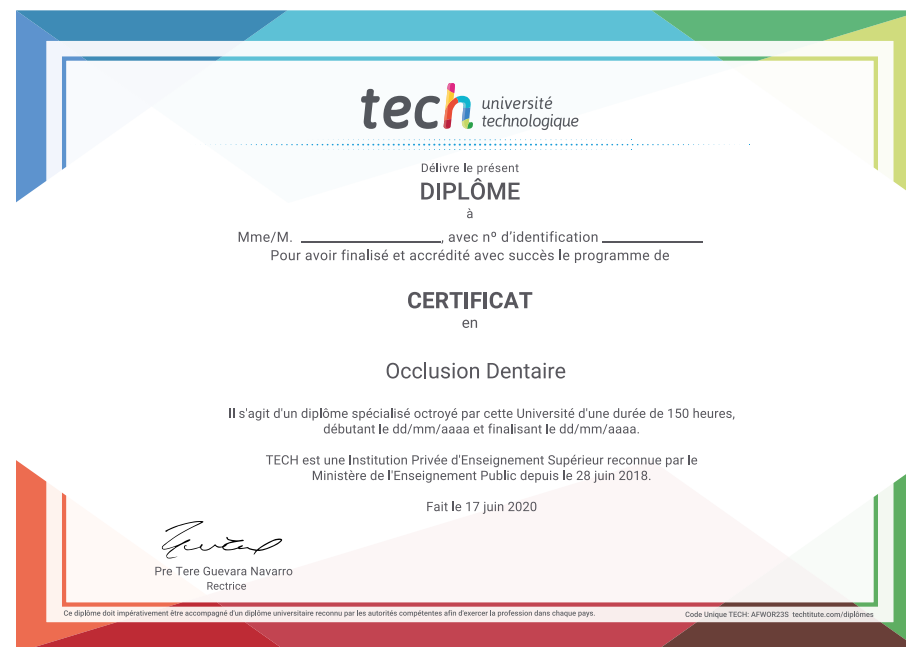 tech université
technologique
Délivre le présent
DIPLÔME
à
Mme/M. ____________________, avec nº d'identification ______________
Pour avoir finalisé et accrédité avec succès le programme de
CERTIFICAT
en
Occlusion Dentaire
Il s'agit d'un diplôme spécialisé octroyé par cette Université d'une durée de 150 heures,
débutant le dd/mm/aaaa et finalisant le dd/mm/aaaa.
TECH est une Institution Privée d'Enseignement Supérieur reconnue par le
Ministère de l'Enseignement Public depuis le 28 juin 2018.
Fait le 17 juin 2020
Pre Tere Guevara Navarro
Rectrice
Ce diplôme doit impérativement être accompagné d'un diplôme universitaire reconnu par les autorités compétentes afin d'exercer la profession dans chaque pays.
Code Unique TECH: AFWOR23S techtitute.com/diplômes